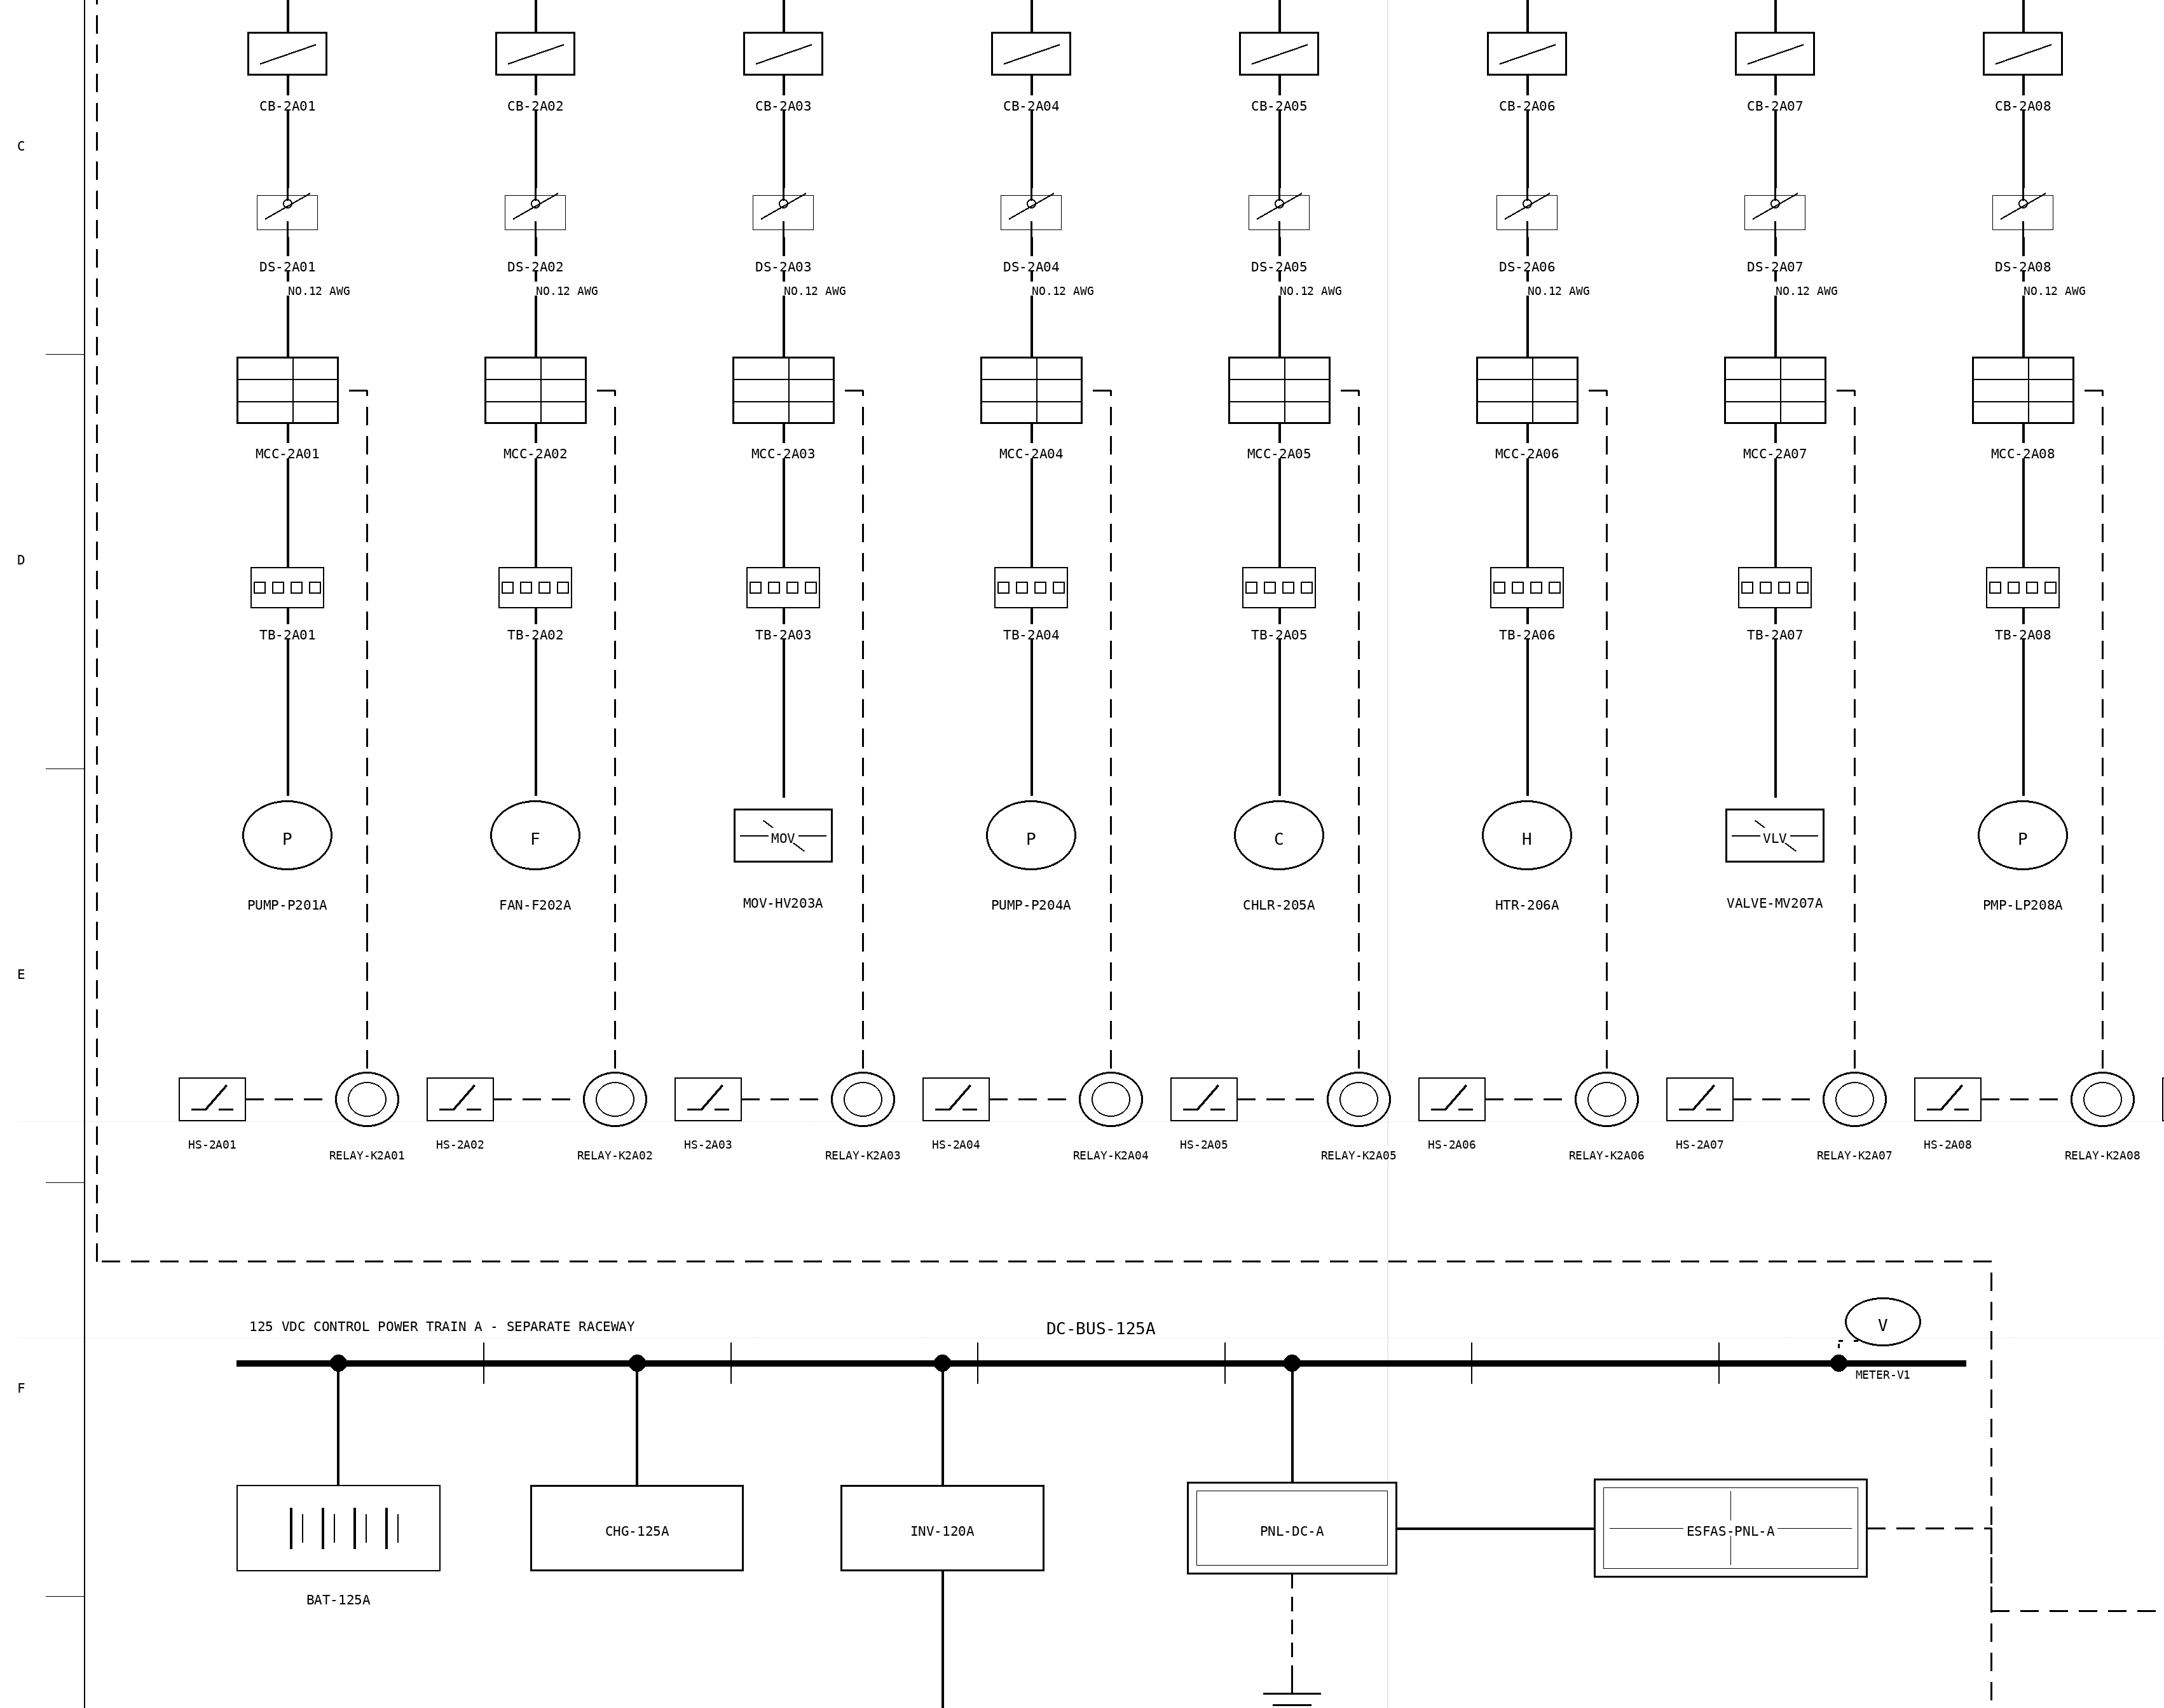 CB-2A01 CB-2A02 CB-2A03 CB-2A04 CB-2A05 CB-2A06 CB-2A07 CB-2A08
C
DS-2A01 DS-2A02 DS-2A03 DS-2A04 DS-2A05 DS-2A06 DS-2A07 DS-2A08
NO.12 AWG NO.12 AWG NO.12 AWG NO.12 AWG NO.12 AWG NO.12 AWG NO.12 AWG NO.12 AWG
MCC-2A01 MCC-2A02 MCC-2A03 MCC-2A04 MCC-2A05 MCC-2A06 MCC-2A07 MCC-2A08
D
TB-2A01 TB-2A02 TB-2A03 TB-2A04 TB-2A05 TB-2A06 TB-2A07 TB-2A08
P F MOV P C H VLV P
PUMP-P201A FAN-F202A MOV-HV203A PUMP-P204A CHLR-205A HTR-206A VALVE-MV207A PMP-LP208A
E
HS-2A01 HS-2A02 HS-2A03 HS-2A04 HS-2A05 HS-2A06 HS-2A07 HS-2A08
RELAY-K2A01 RELAY-K2A02 RELAY-K2A03 RELAY-K2A04 RELAY-K2A05 RELAY-K2A06 RELAY-K2A07 RELAY-K2A08
125 VDC CONTROL POWER TRAIN A - SEPARATE RACEWAY DC-BUS-125A V
METER-V1
F
CHG-125A INV-120A PNL-DC-A ESFAS-PNL-A
BAT-125A